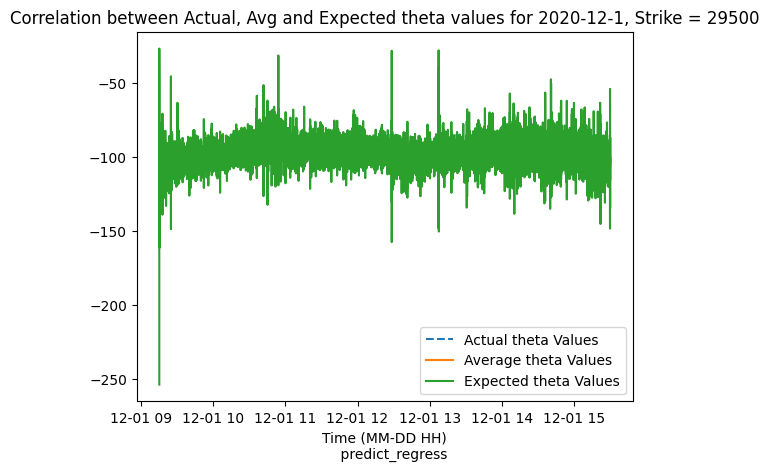 Correlation between Actual, Avg and Expected theta values for 2020-12-1, Strike = 29500
−50
−100
−150
−200
−250
Actual theta Values
Average theta Values
Expected theta Values
12-01 09 12-01 10 12-01 11 12-01 12 12-01 13 12-01 14 12-01 15
Time (MM-DD HH)
predict_regress